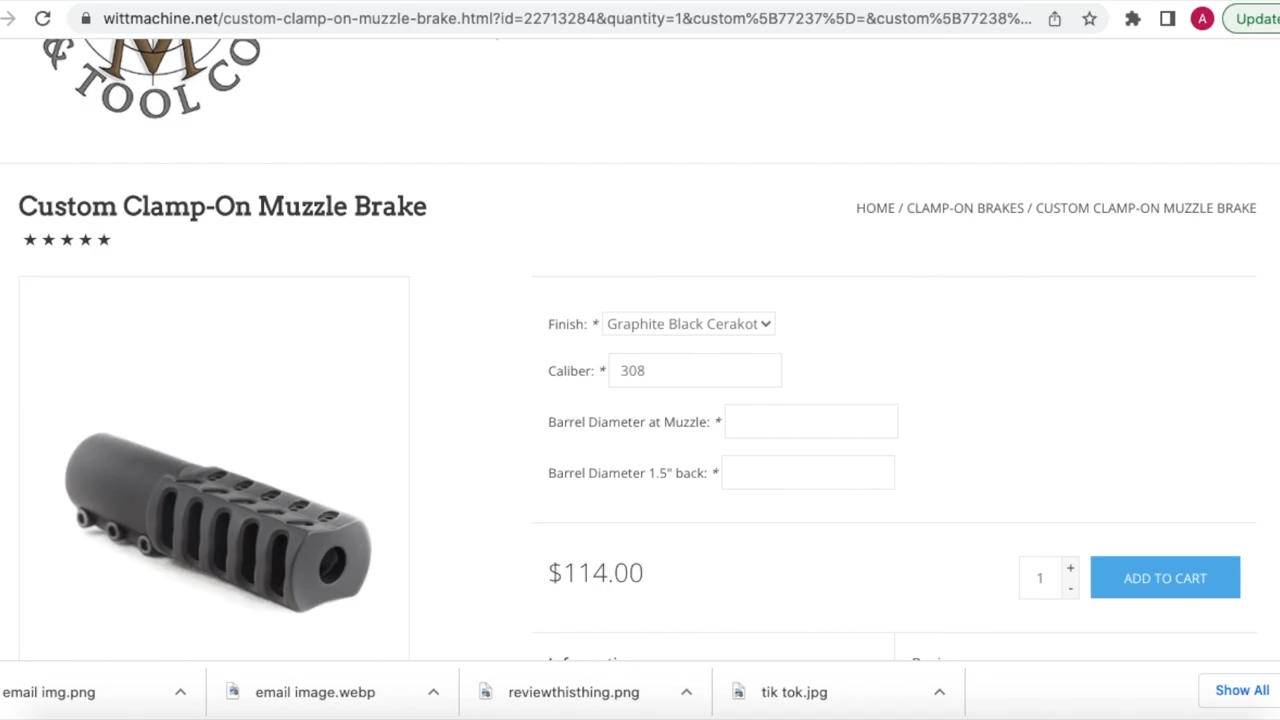 wittmachine.net/custom-clamp-on-muzzle-brake.html?id=22713284&quantity=1&custom%5B77237%5D=&custom%5B77238%...
A
Update
& TOOL CO
M
Custom Clamp-On Muzzle Brake
HOME / CLAMP-ON BRAKES / CUSTOM CLAMP-ON MUZZLE BRAKE
★ ★ ★ ★ ★
Finish: * Graphite Black Cerakot
Caliber: * 308
Barrel Diameter at Muzzle: *
Barrel Diameter 1.5" back: *
$114.00
1
+
-
ADD TO CART
email img.png
email image.webp
reviewthisthing.png
tik tok.jpg
Show All